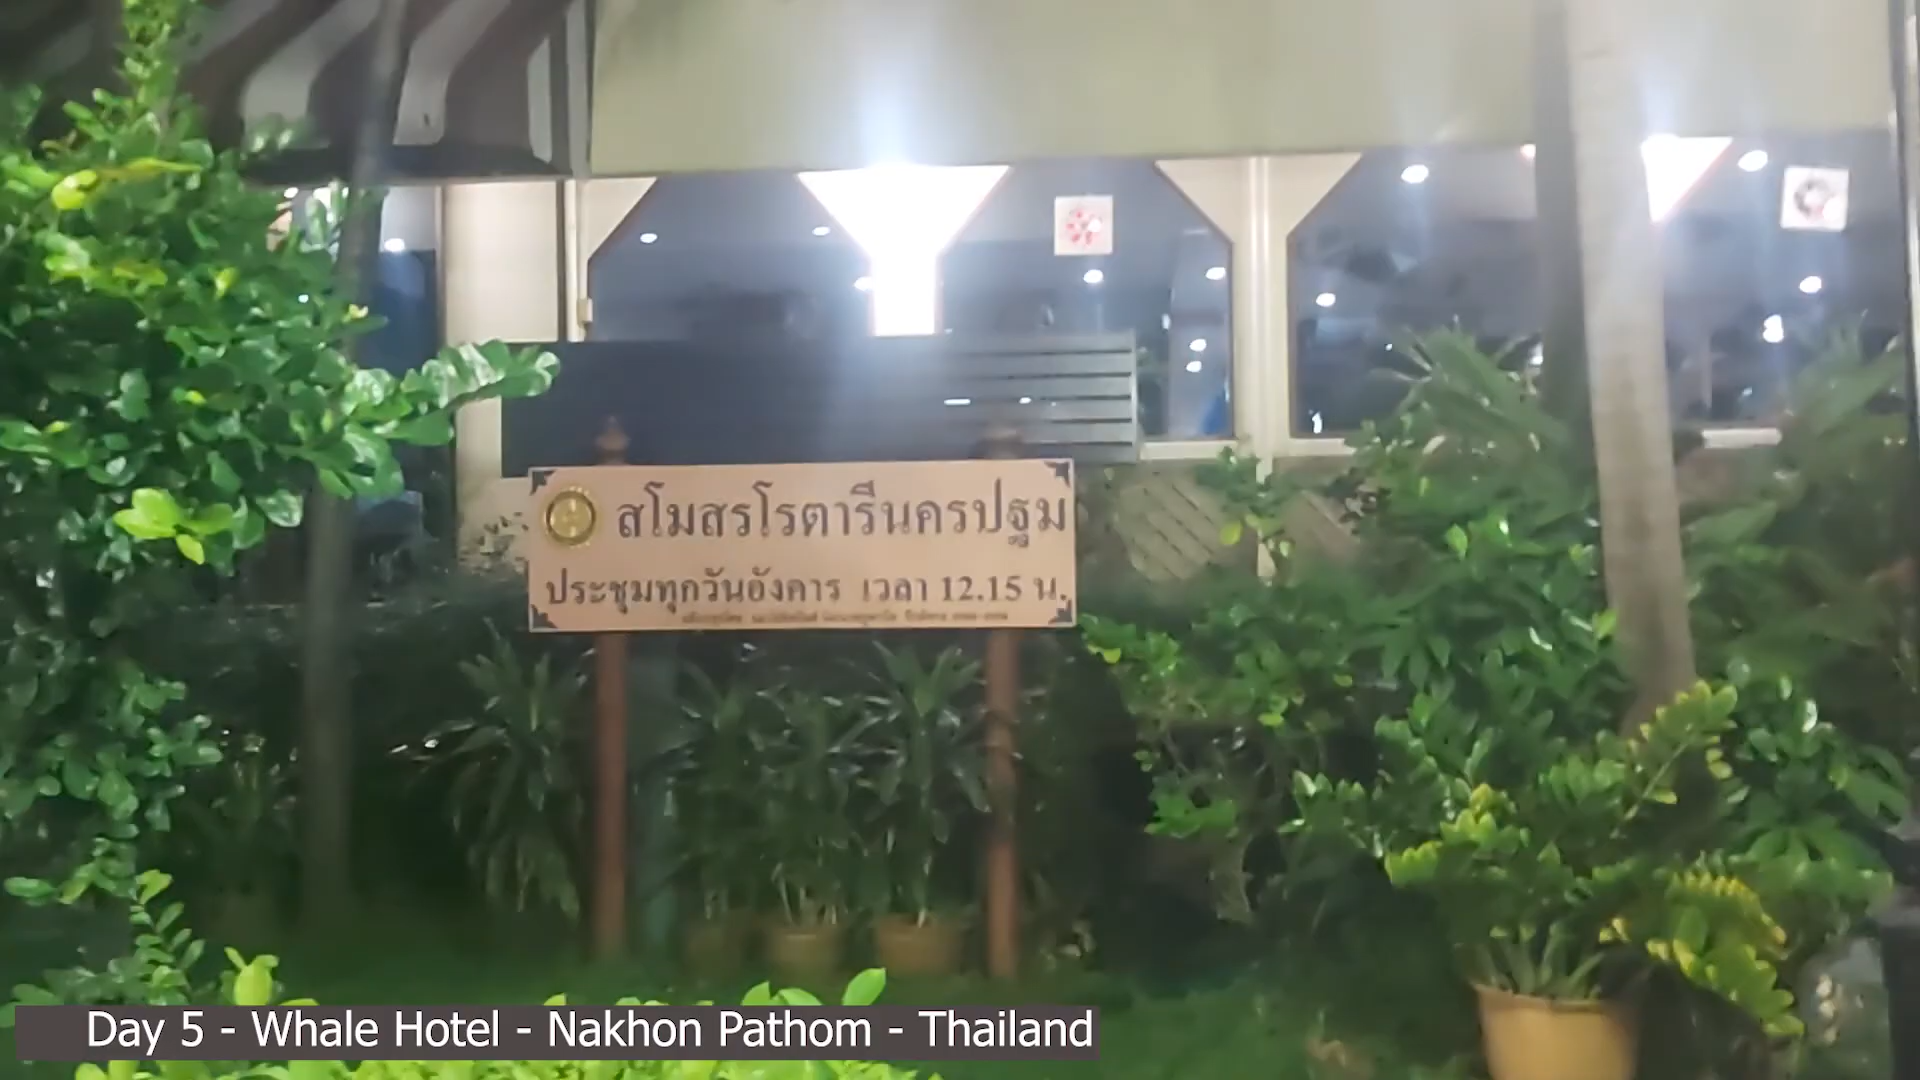 สโมสรโรตารีนครปฐม
ประชุมทุกวันอังคาร เวลา 12.15 น.
Day 5 - Whale Hotel - Nakhon Pathom - Thailand